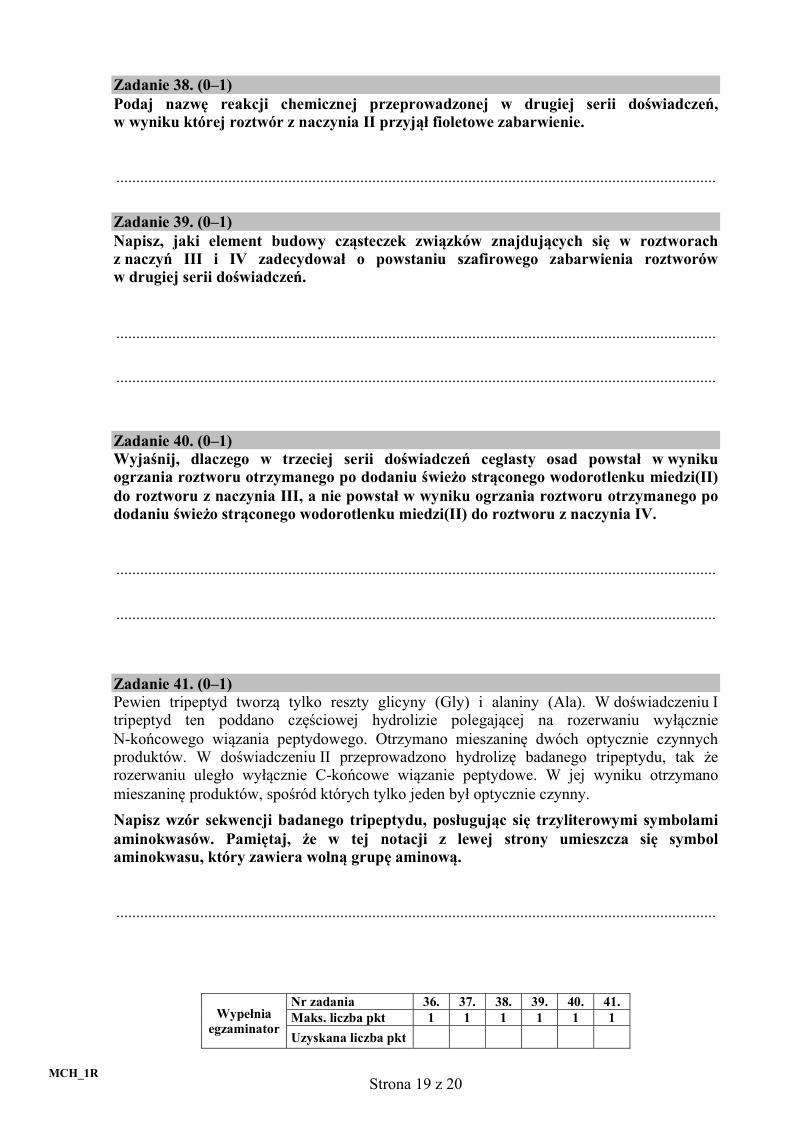 Zadanie 38. (0–1)
Podaj nazwę reakcji chemicznej przeprowadzonej w drugiej serii doświadczeń,
w wyniku której roztwór z naczynia II przyjął fioletowe zabarwienie.
Zadanie 39. (0–1)
Napisz, jaki element budowy cząsteczek związków znajdujących się w roztworach
z naczyń III i IV zadecydował o powstaniu szafirowego zabarwienia roztworów
w drugiej serii doświadczeń.
Zadanie 40. (0–1)
Wyjaśnij, dlaczego w trzeciej serii doświadczeń ceglasty osad powstał w wyniku
ogrzania roztworu otrzymanego po dodaniu świeżo strąconego wodorotlenku miedzi(II)
do roztworu z naczynia III, a nie powstał w wyniku ogrzania roztworu otrzymanego po
dodaniu świeżo strąconego wodorotlenku miedzi(II) do roztworu z naczynia IV.
Zadanie 41. (0–1)
Pewien tripeptyd tworzą tylko reszty glicyny (Gly) i alaniny (Ala). W doświadczeniu I
tripeptyd ten poddano częściowej hydrolizie polegającej na rozerwaniu wyłącznie
N-końcowego wiązania peptydowego. Otrzymano mieszaninę dwóch optycznie czynnych
produktów. W doświadczeniu II przeprowadzono hydrolizę badanego tripeptydu, tak że
rozerwaniu uległo wyłącznie C-końcowe wiązanie peptydowe. W jej wyniku otrzymano
mieszaninę produktów, spośród których tylko jeden był optycznie czynny.
Napisz wzór sekwencji badanego tripeptydu, posługując się trzyliterowymi symbolami
aminokwasów. Pamiętaj, że w tej notacji z lewej strony umieszcza się symbol
aminokwasu, który zawiera wolną grupę aminową.
Wypełnia
egzaminator
Nr zadania 36. 37. 38. 39. 40. 41.
Maks. liczba pkt 1 1 1 1 1 1
Uzyskana liczba pkt
MCH_1R
Strona 19 z 20